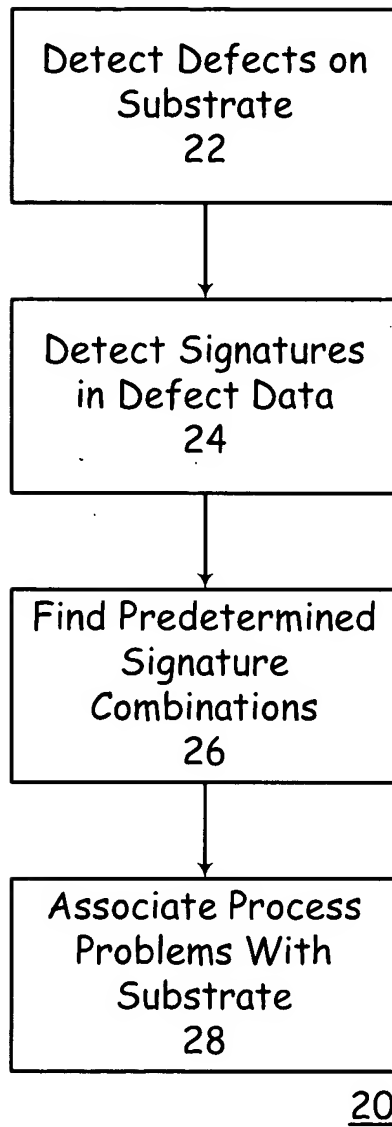 Detect Defects on
Substrate
22
Detect Signatures
in Defect Data
24
Find Predetermined
Signature
Combinations
26
Associate Process
Problems With
Substrate
28
20